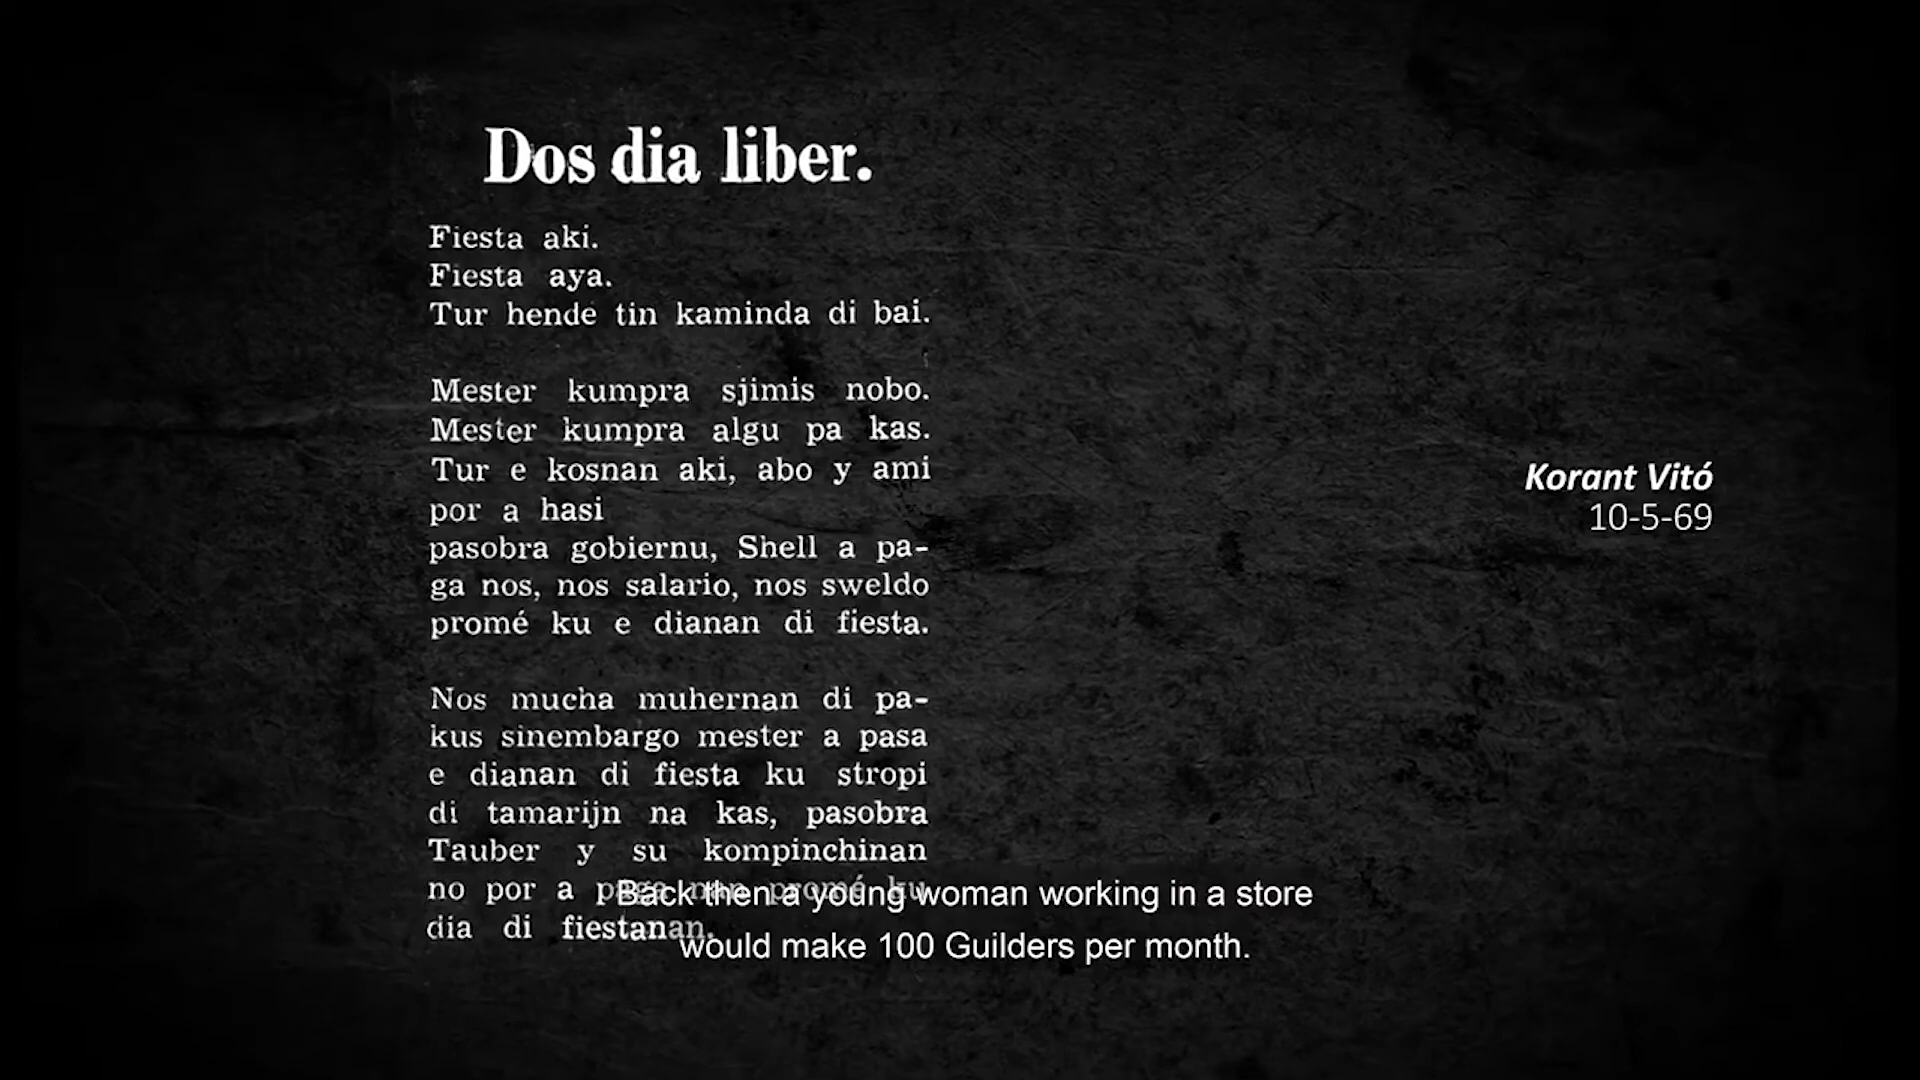 Dos dia liber.
Fiesta aki.
Fiesta aya.
Tur hende tin kaminda di bai.
Mester kumpra sjimis nobo.
Mester kumpra algu pa kas.
Tur e kosnan aki, abo y ami
por a hasi
pasobra gobiernu, Shell a pa-
ga nos, nos salario, nos sweldo
promé ku e dianan di fiesta.
Nos mucha muhernan di pa-
kus sinembargo mester a pasa
e dianan di fiesta ku stropi
di tamarijn na kas, pasobra
Tauber y su kompinchinan
no por a paga nan promé ku
dia di fiestanan.
Korant Vitó
10-5-69
Back then a young woman working in a store
would make 100 Guilders per month.